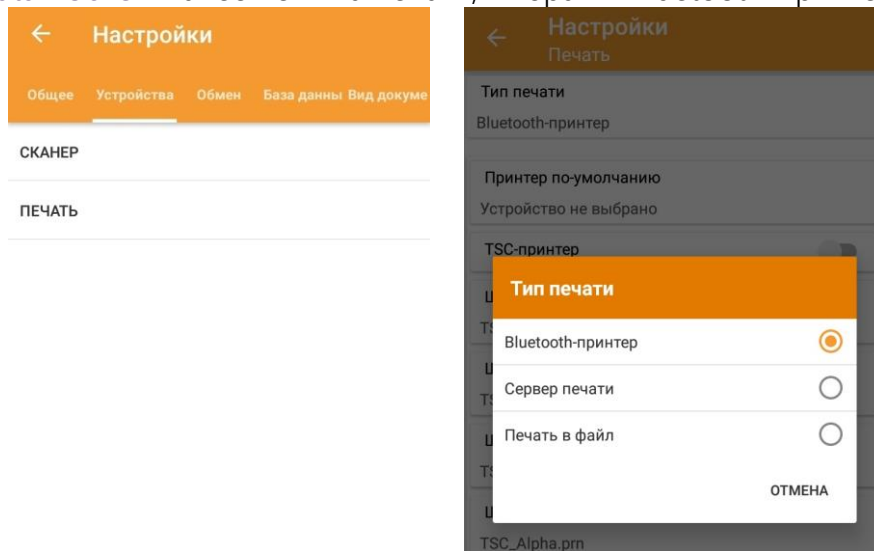 Настройки
Общее Устройства Обмен База данны Вид докуме
СКАНЕР
ПЕЧАТЬ
Настройки
Печать
Тип печати
Bluetooth-принтер
Принтер по-умолчанию
Устройство не выбрано
TSC-принтер
Тип печати
Bluetooth-принтер
Сервер печати
Печать в файл
ОТМЕНА
TSC_Alpha.prn